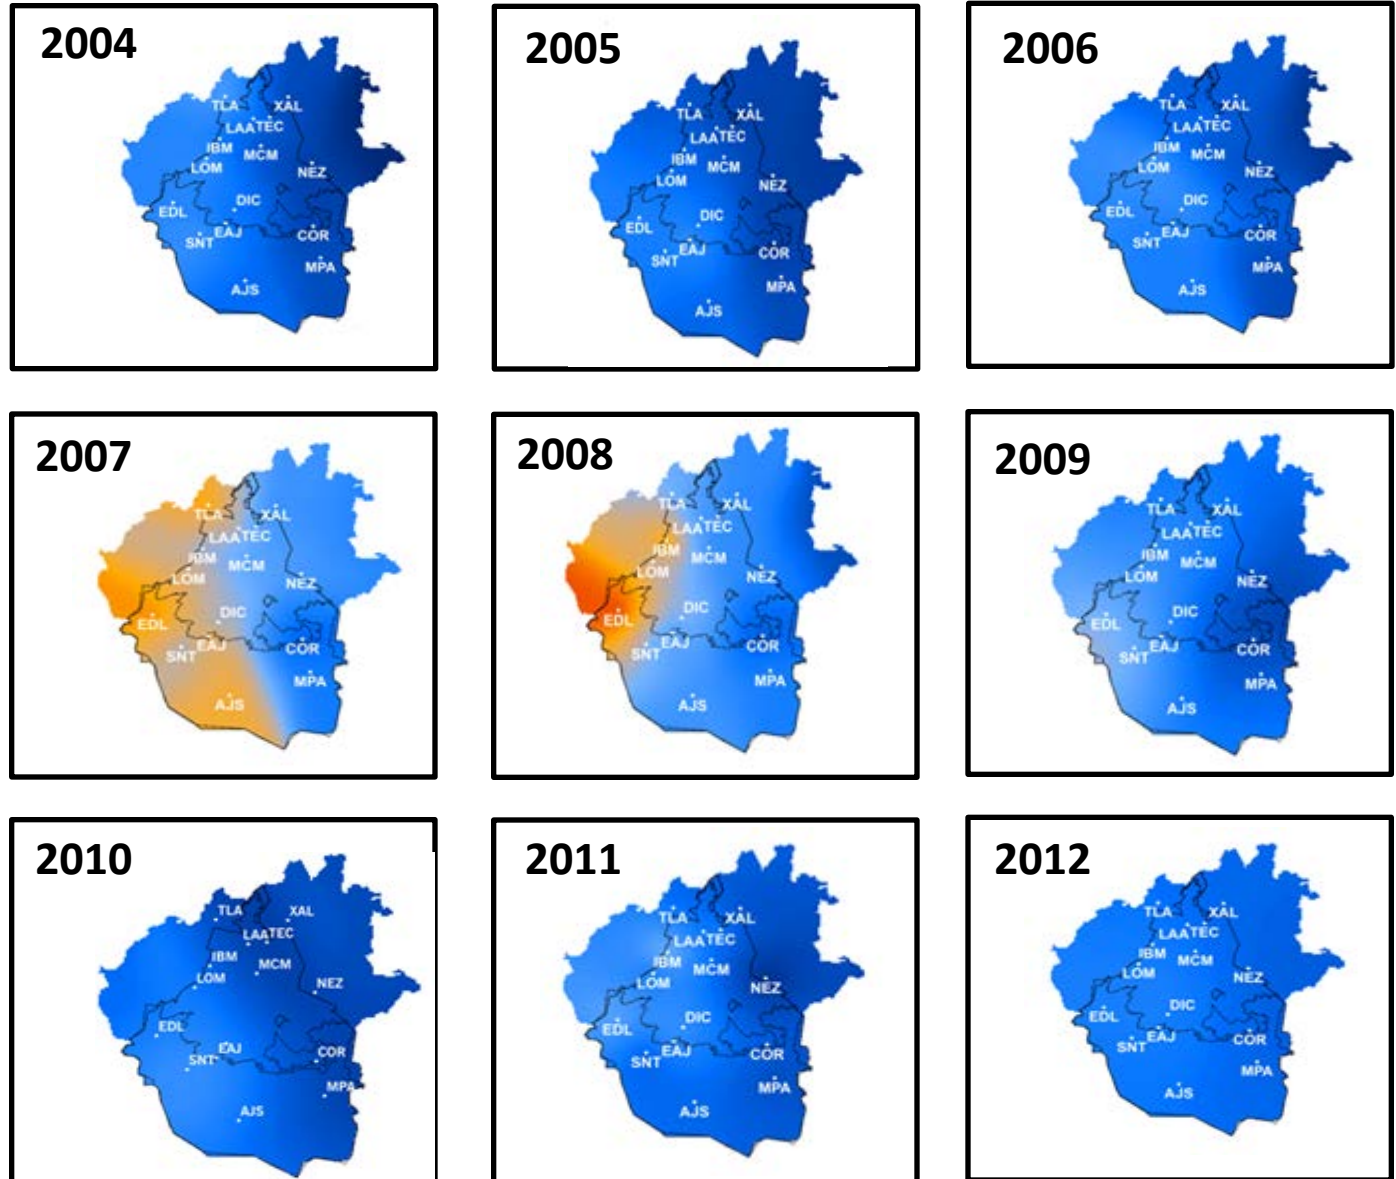 2004
TLA XAL
LAA TEC
IBM MCM
LOM NEZ
EDL DIC
SNT EAJ COR
MPA
AJS
2005
TLA XAL
LAA TEC
IBM MCM
LOM NEZ
EDL DIC
SNT EAJ COR
MPA
AJS
2006
TLA XAL
LAA TEC
IBM MCM
LOM NEZ
EDL DIC
SNT EAJ COR
MPA
AJS
2007
TLA XAL
LAA TEC
IBM MCM
LOM NEZ
EDL DIC
SNT EAJ COR
MPA
AJS
2008
TLA XAL
LAA TEC
IBM MCM
LOM NEZ
EDL DIC
SNT EAJ COR
MPA
AJS
2009
TLA XAL
LAA TEC
IBM MCM
LOM NEZ
EDL DIC
SNT EAJ COR
MPA
AJS
2010
TLA XAL
LAA TEC
IBM MCM
LOM NEZ
EDL
SNT EAJ COR
MPA
AJS
2011
TLA XAL
LAA TEC
IBM MCM
LOM NEZ
EDL DIC
SNT EAJ COR
MPA
AJS
2012
TLA XAL
LAA TEC
IBM MCM
LOM NEZ
EDL DIC
SNT EAJ COR
MPA
AJS